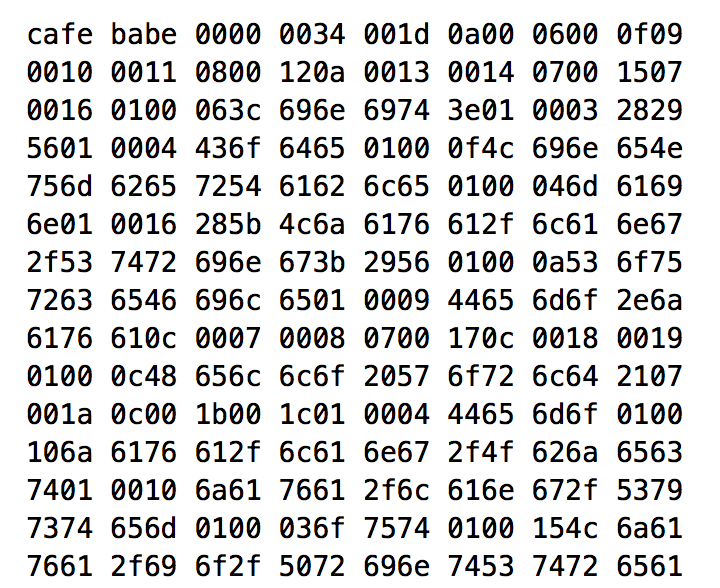 cafe babe 0000 0034 001d 0a00 0600 0f09
0010 0011 0800 120a 0013 0014 0700 1507
0016 0100 063c 696e 6974 3e01 0003 2829
5601 0004 436f 6465 0100 0f4c 696e 654e
756d 6265 7254 6162 6c65 0100 046d 6169
6e01 0016 285b 4c6a 6176 612f 6c61 6e67
2f53 7472 696e 673b 2956 0100 0a53 6f75
7263 6546 696c 6501 0009 4465 6d6f 2e6a
6176 610c 0007 0008 0700 170c 0018 0019
0100 0c48 656c 6c6f 2057 6f72 6c64 2107
001a 0c00 1b00 1c01 0004 4465 6d6f 0100
106a 6176 612f 6c61 6e67 2f4f 626a 6563
7401 0010 6a61 7661 2f6c 616e 672f 5379
7374 656d 0100 036f 7574 0100 154c 6a61
7661 2f69 6f2f 5072 696e 7453 7472 6561